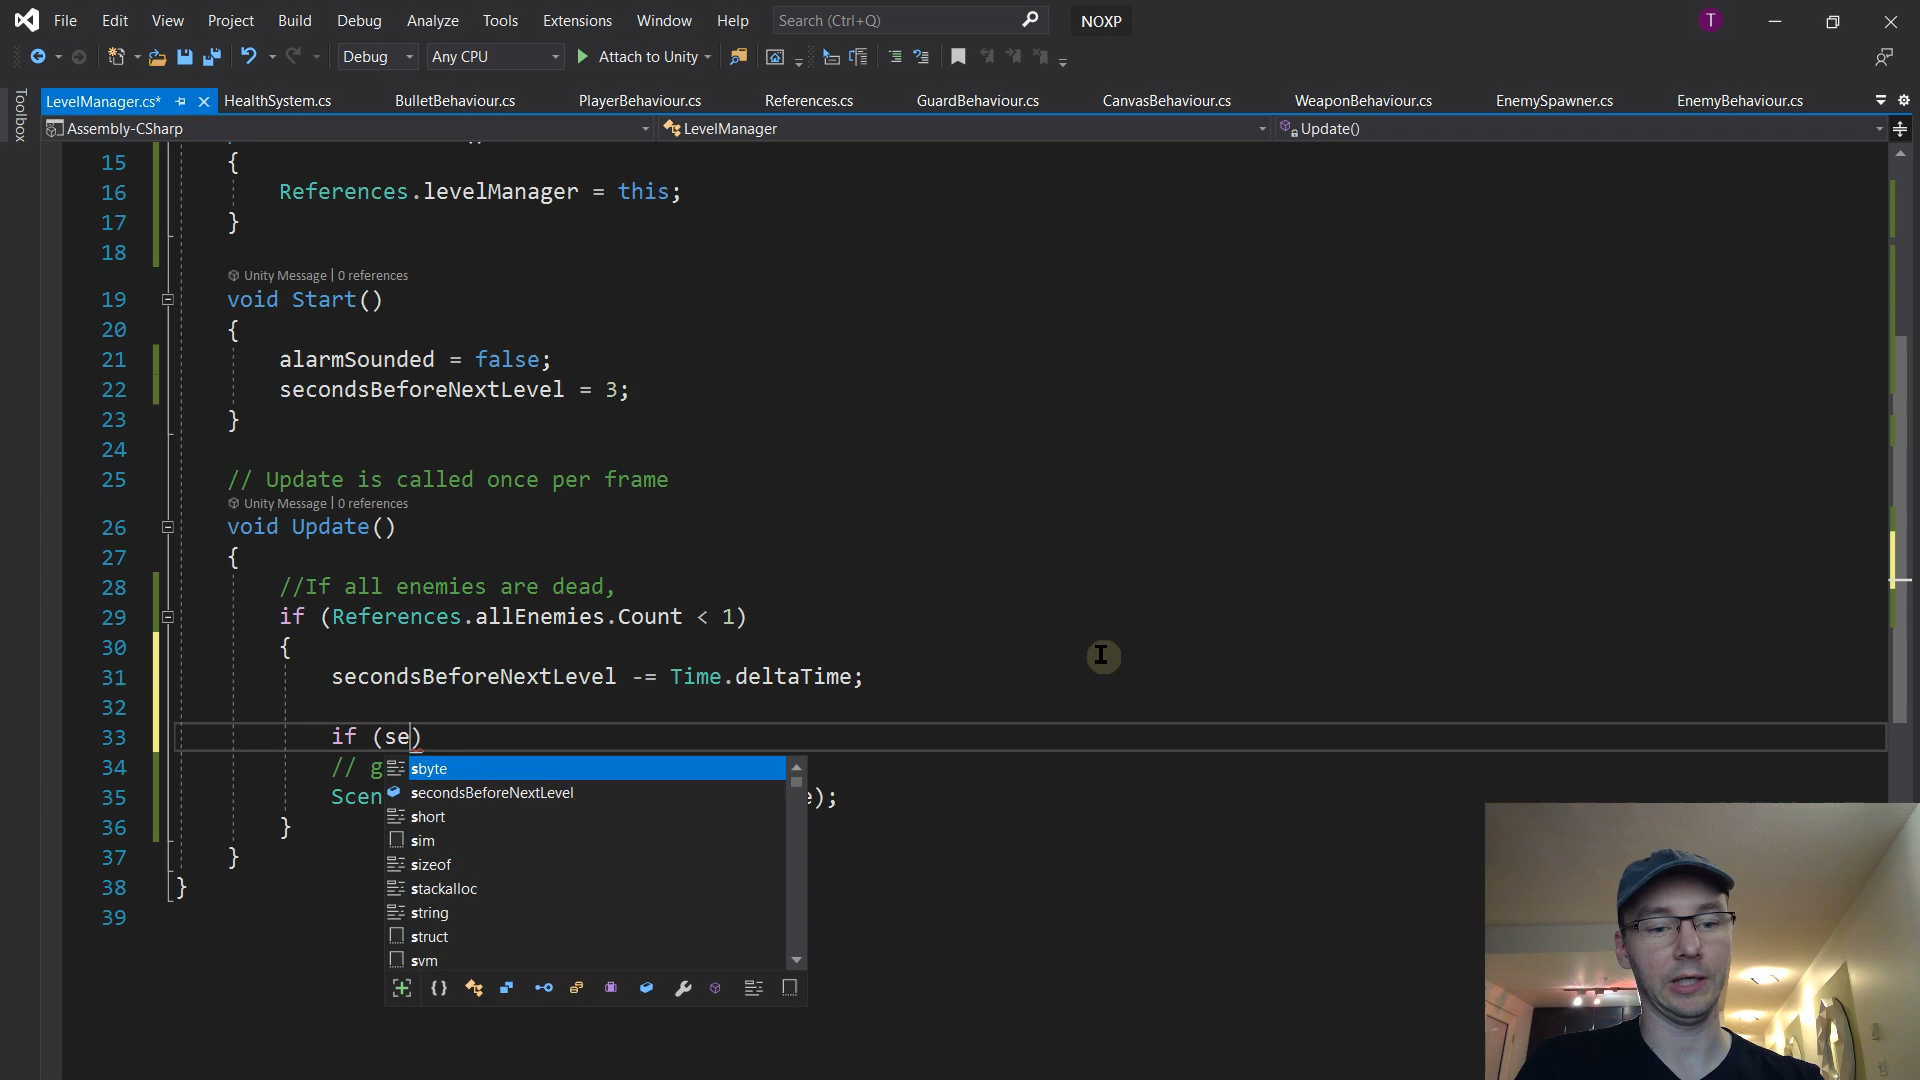 File Edit View Project Build Debug Analyze Tools Extensions Window Help Search (Ctrl+Q) NOXP T
Debug Any CPU Attach to Unity
Toolbox
LevelManager.cs* HealthSystem.cs BulletBehaviour.cs PlayerBehaviour.cs References.cs GuardBehaviour.cs CanvasBehaviour.cs WeaponBehaviour.cs EnemySpawner.cs EnemyBehaviour.cs
Assembly-CSharp LevelManager Update()
15 {
16 References.levelManager = this;
17 }
18
Unity Message | 0 references
19 void Start()
20 {
21 alarmSounded = false;
22 secondsBeforeNextLevel = 3;
23 }
24
25 // Update is called once per frame
Unity Message | 0 references
26 void Update()
27 {
28 //If all enemies are dead,
29 if (References.allEnemies.Count < 1)
30 {
31 secondsBeforeNextLevel -= Time.deltaTime;
32
33 if (se)
34 // g
35 Scen e);
36 }
37 }
38 }
39
sbyte
secondsBeforeNextLevel
short
sim
sizeof
stackalloc
string
struct
svm